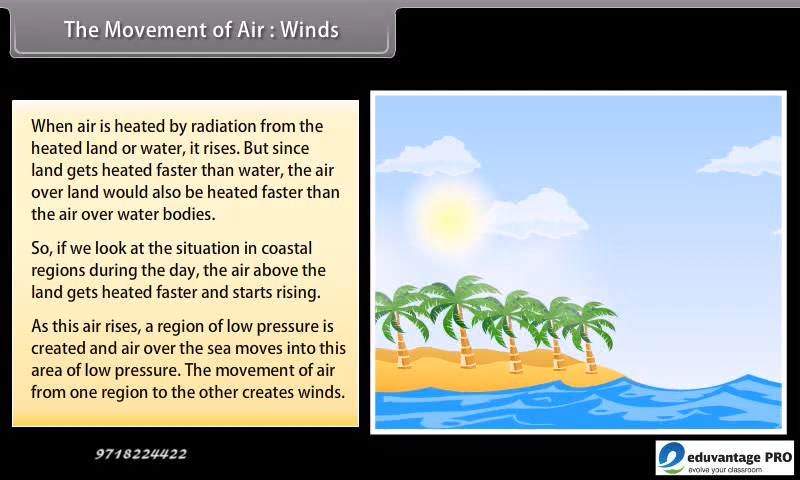 The Movement of Air : Winds
When air is heated by radiation from the
heated land or water, it rises. But since
land gets heated faster than water, the air
over land would also be heated faster than
the air over water bodies.
So, if we look at the situation in coastal
regions during the day, the air above the
land gets heated faster and starts rising.
As this air rises, a region of low pressure is
created and air over the sea moves into this
area of low pressure. The movement of air
from one region to the other creates winds.
9718224422
eduvantage PRO
evolve your classroom